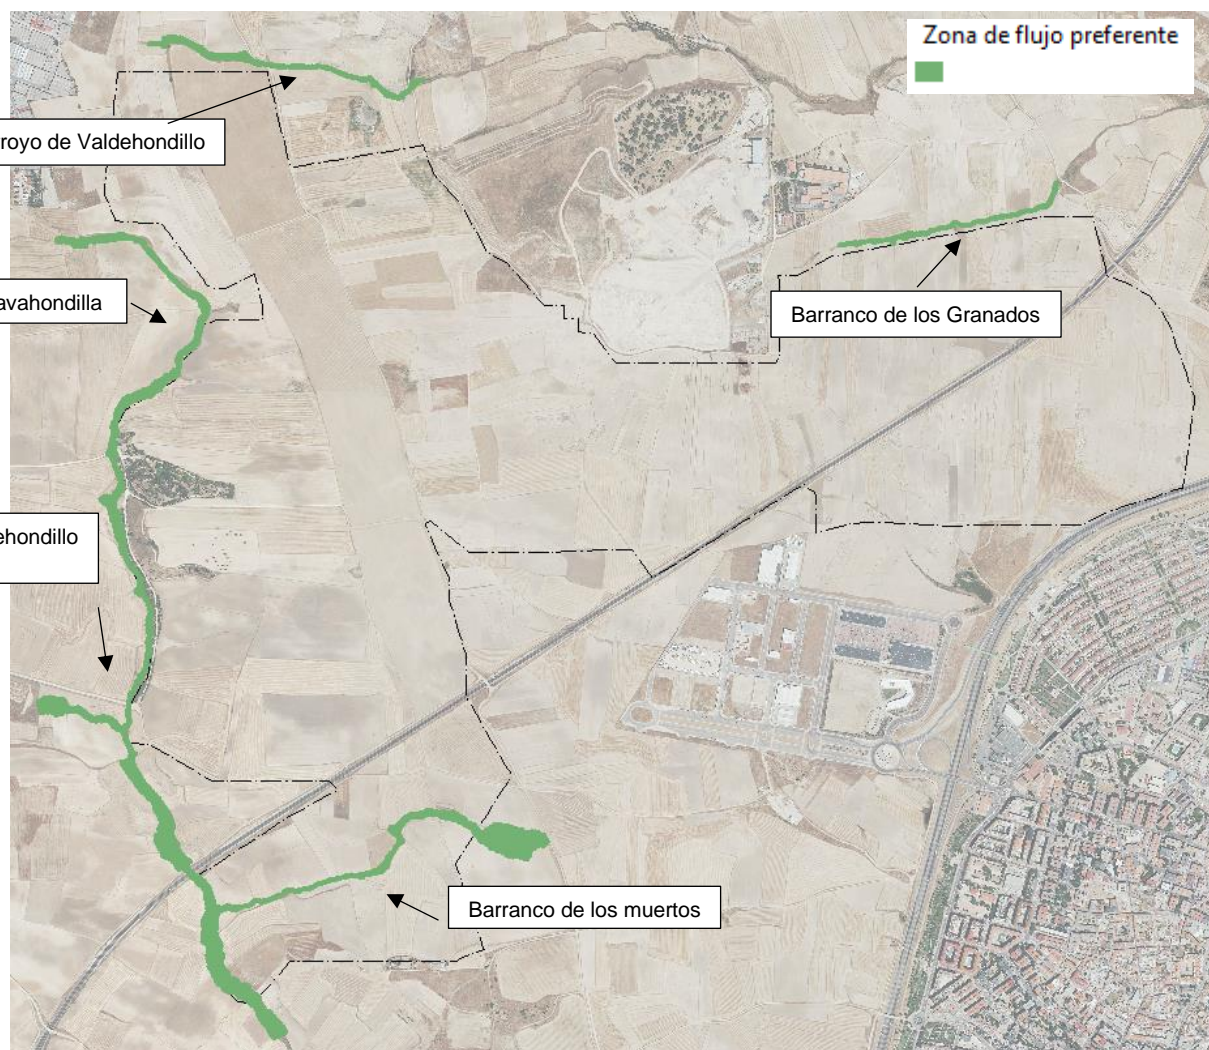 Zona de flujo preferente
royo de Valdehondillo
avahondilla
Barranco de los Granados
ehondillo
Barranco de los muertos